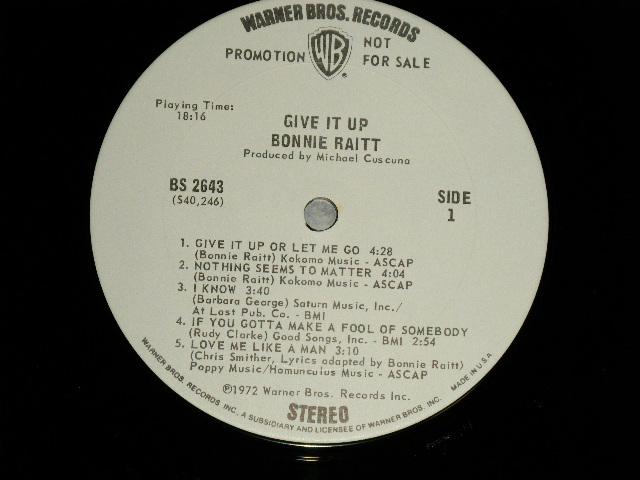 WARNER BROS. RECORDS
PROMOTION WB NOT FOR SALE
®
Playing Time:
18:16
GIVE IT UP
BONNIE RAITT
Produced by Michael Cuscuna
BS 2643
(S40,246)
SIDE
1
1. GIVE IT UP OR LET ME GO 4:28
(Bonnie Raitt) Kokomo Music - ASCAP
2. NOTHING SEEMS TO MATTER 4:04
(Bonnie Raitt) Kokomo Music - ASCAP
3. I KNOW 3:40
(Barbara George) Saturn Music, Inc./
At Last Pub. Co. - BMI
4. IF YOU GOTTA MAKE A FOOL OF SOMEBODY
(Rudy Clarke) Good Songs, Inc. - BMI 2:54
5. LOVE ME LIKE A MAN 3:10
(Chris Smither, Lyrics adapted by Bonnie Raitt)
Poppy Music/Homunculus Music - ASCAP
℗1972 Warner Bros. Records Inc.
STEREO
WARNER BROS. RECORDS INC. A SUBSIDIARY AND LICENSEE OF WARNER BROS. INC. MADE IN U.S.A.